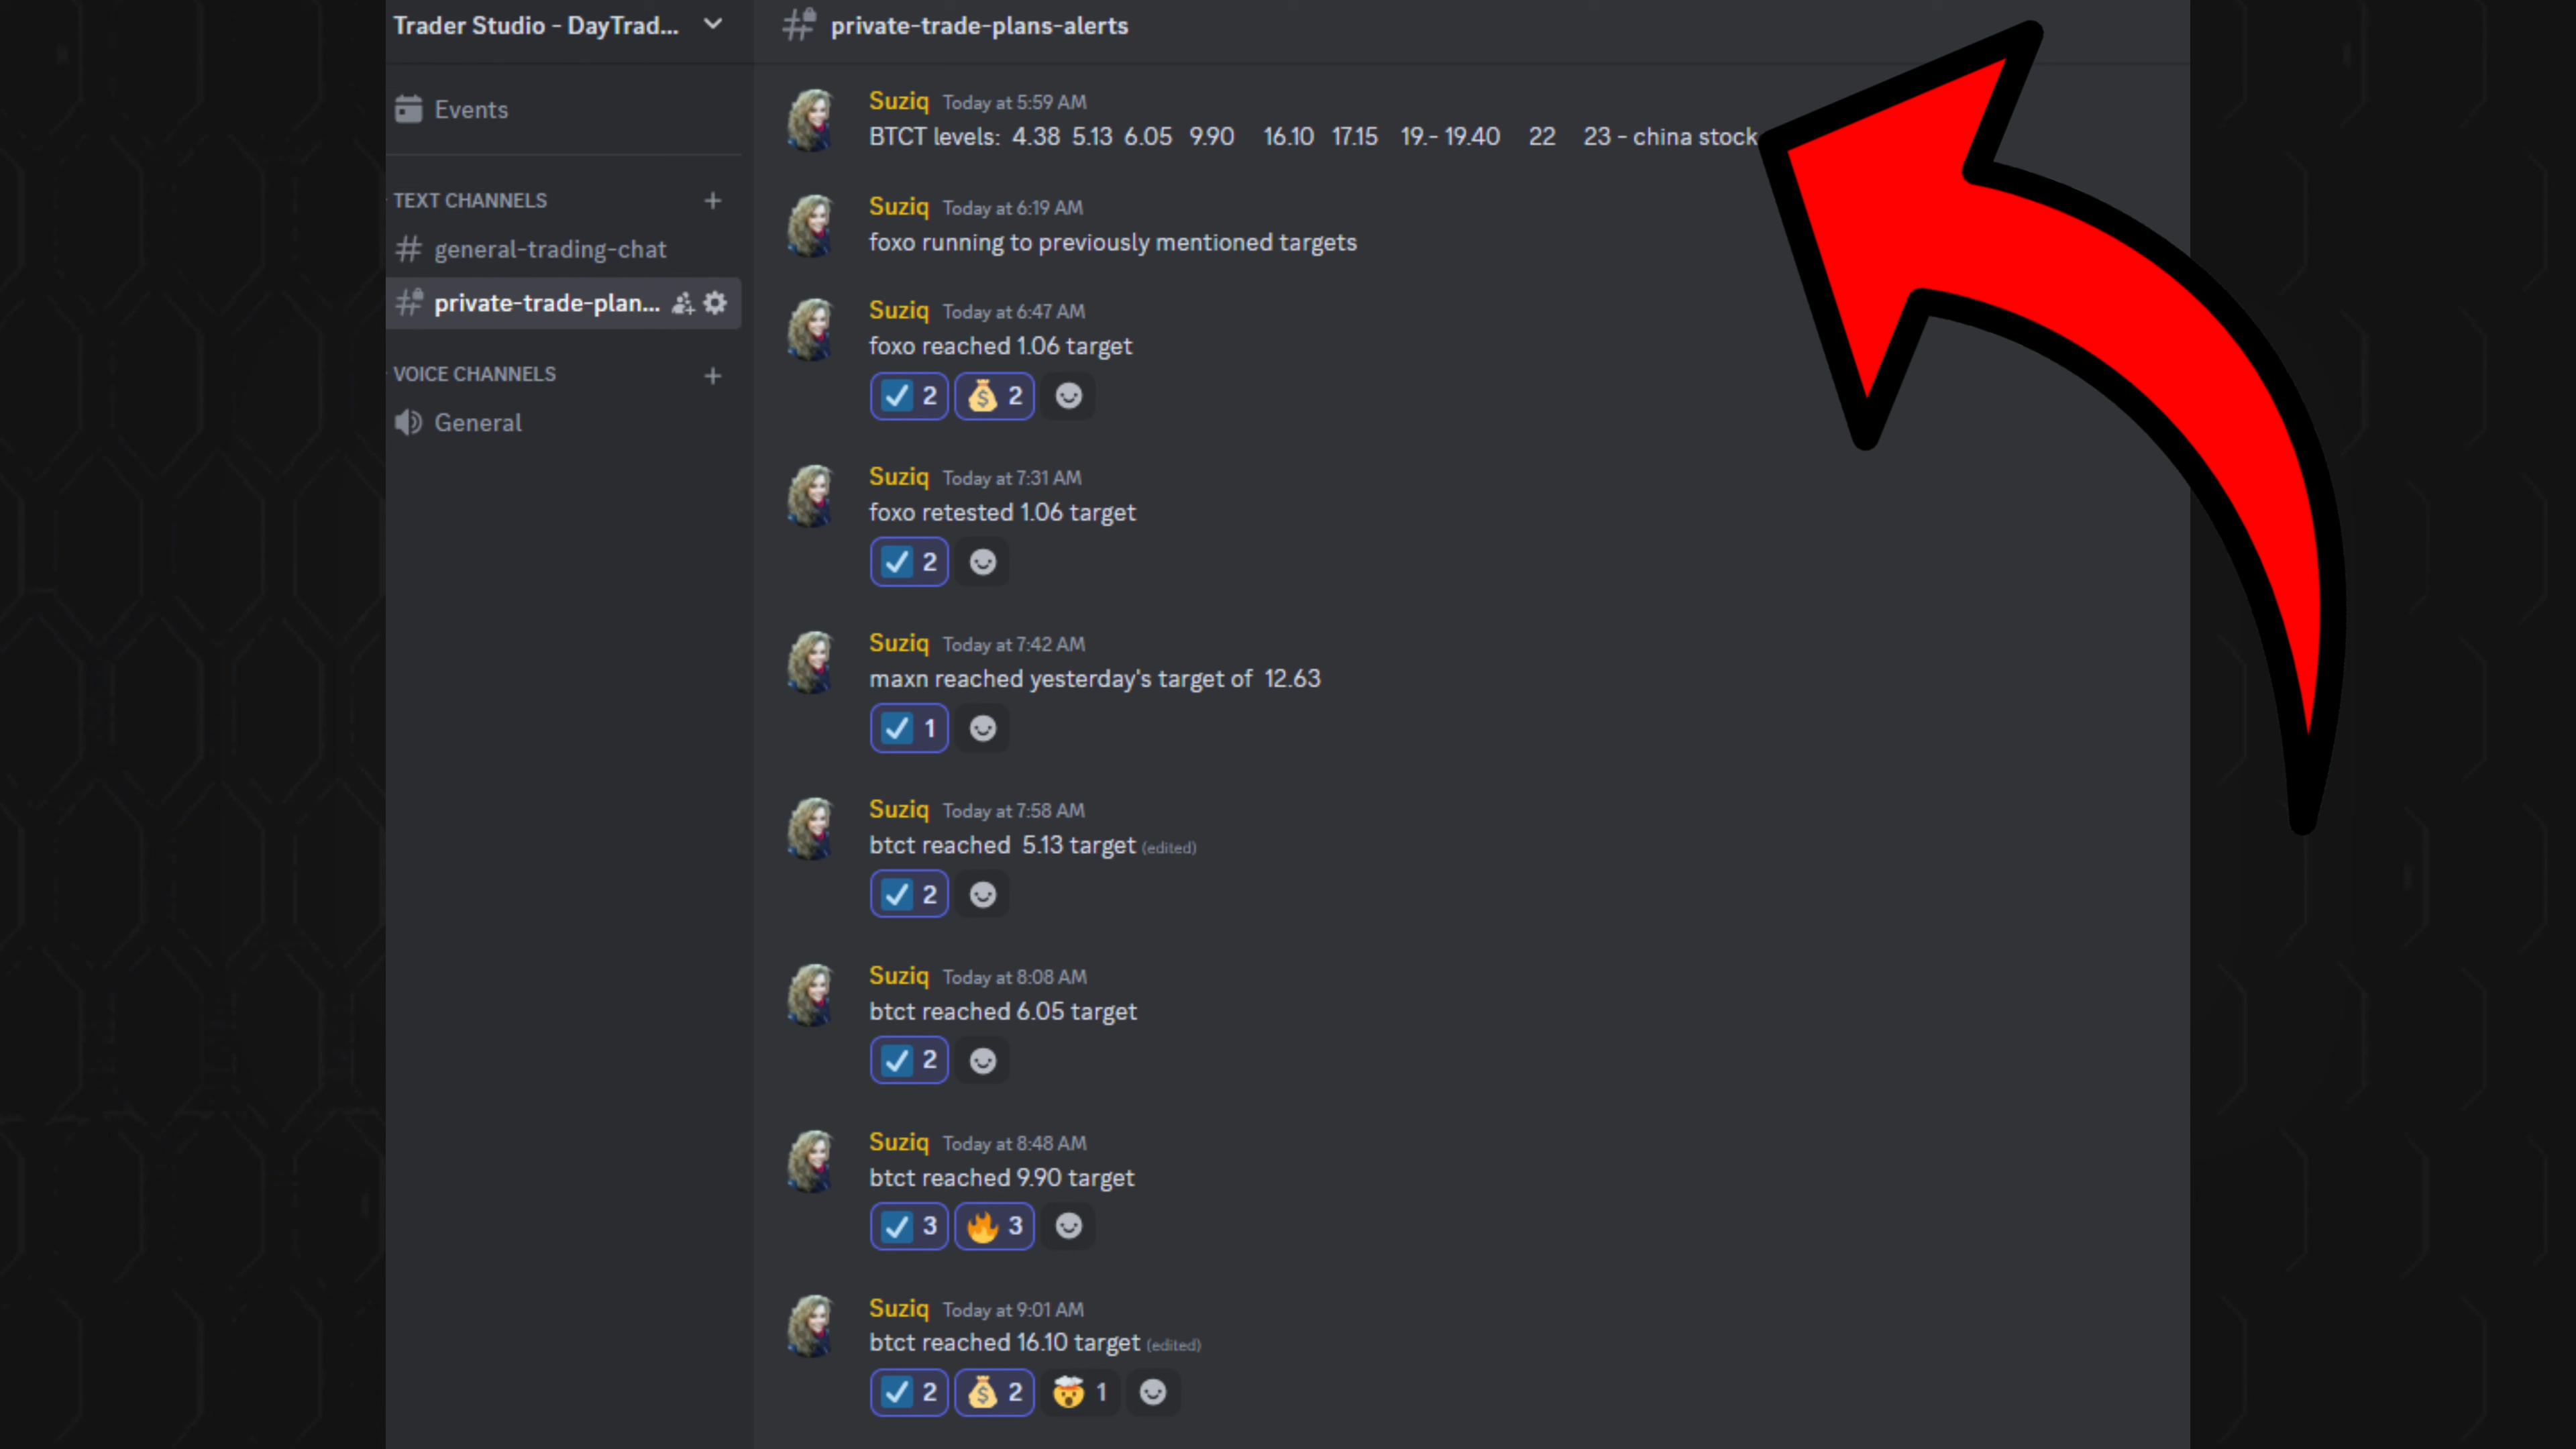 Trader Studio - DayTrad...
Events
TEXT CHANNELS
general-trading-chat
private-trade-plan...
VOICE CHANNELS
General
private-trade-plans-alerts
Suziq Today at 5:59 AM
BTCT levels: 4.38 5.13 6.05 9.90 16.10 17.15 19.- 19.40 22 23 - china stock
Suziq Today at 6:19 AM
foxo running to previously mentioned targets
Suziq Today at 6:47 AM
foxo reached 1.06 target
2 2
Suziq Today at 7:31 AM
foxo retested 1.06 target
2
Suziq Today at 7:42 AM
maxn reached yesterday's target of 12.63
1
Suziq Today at 7:58 AM
btct reached 5.13 target (edited)
2
Suziq Today at 8:08 AM
btct reached 6.05 target
2
Suziq Today at 8:48 AM
btct reached 9.90 target
3 3
Suziq Today at 9:01 AM
btct reached 16.10 target (edited)
2 2 1